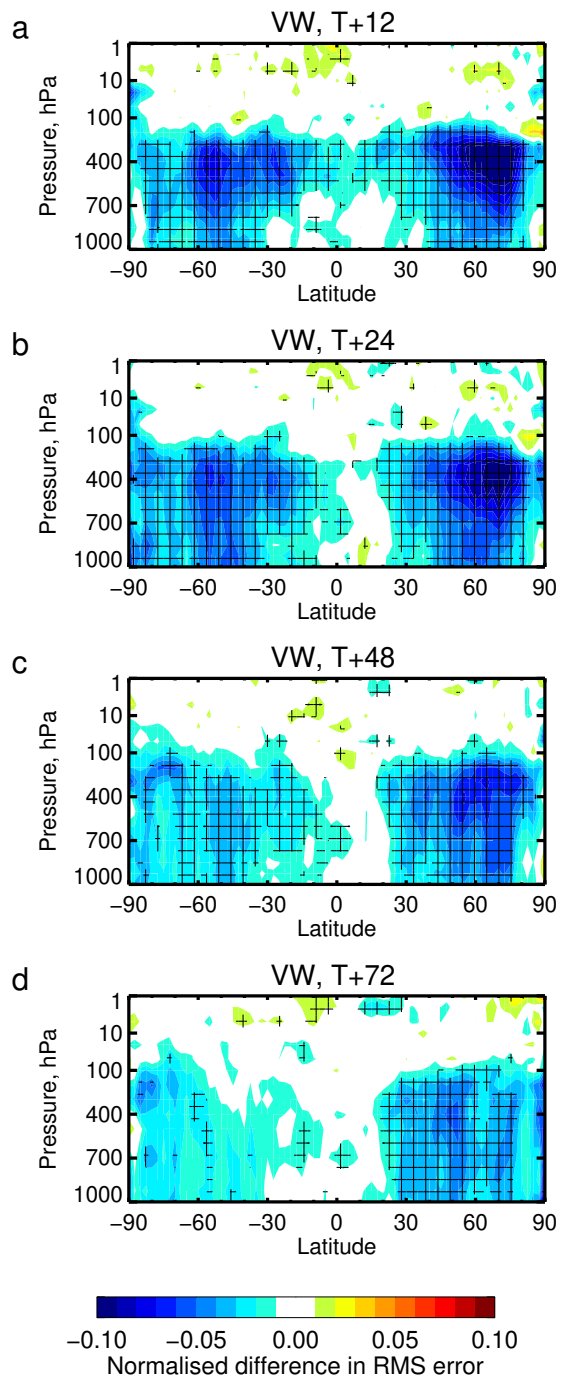 a
VW, T+12
Pressure, hPa
1
10
100
400
700
1000
−90 −60 −30 0 30 60 90
Latitude
b
VW, T+24
Pressure, hPa
1
10
100
400
700
1000
−90 −60 −30 0 30 60 90
Latitude
c
VW, T+48
Pressure, hPa
1
10
100
400
700
1000
−90 −60 −30 0 30 60 90
Latitude
d
VW, T+72
Pressure, hPa
1
10
100
400
700
1000
−90 −60 −30 0 30 60 90
Latitude
−0.10 −0.05 0.00 0.05 0.10
Normalised difference in RMS error